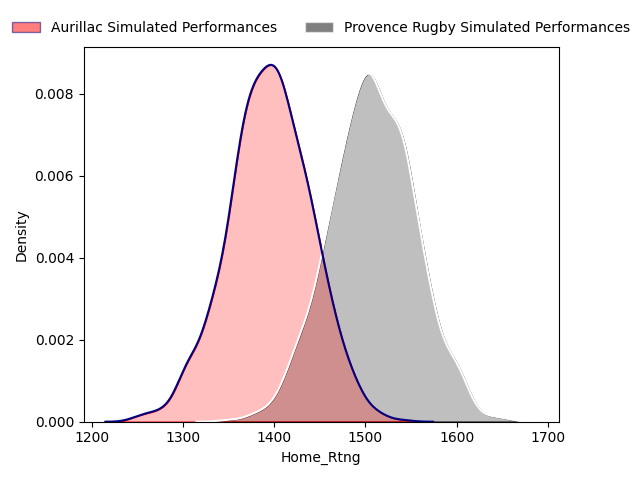 Aurillac Simulated Performances Provence Rugby Simulated Performances
0.008
0.006
0.004
0.002
0.000
Density
1200 1300 1400 1500 1600 1700
Home_Rtng